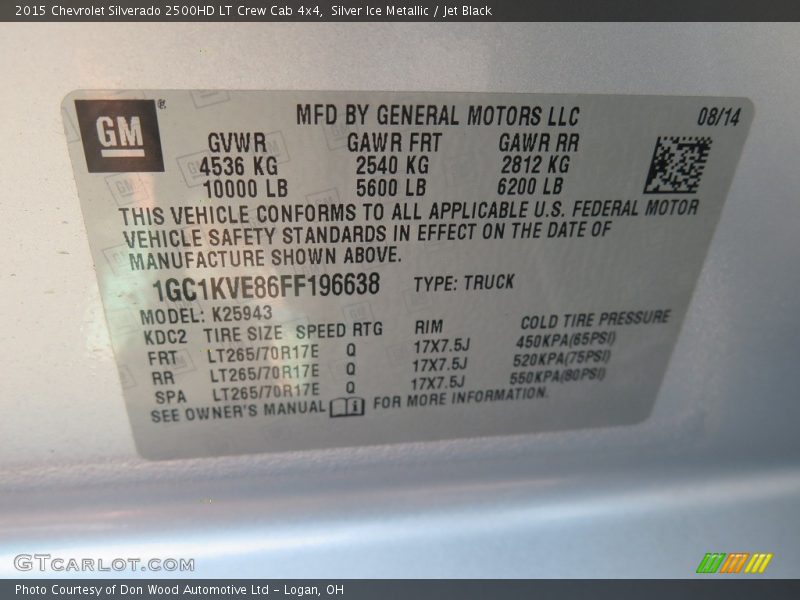 2015 Chevrolet Silverado 2500HD LT Crew Cab 4x4,  Silver Ice Metallic / Jet Black
GM ®
MFD BY GENERAL MOTORS LLC 08/14
GVWR GAWR FRT GAWR RR
4536 KG 2540 KG 2812 KG
10000 LB 5600 LB 6200 LB
THIS VEHICLE CONFORMS TO ALL APPLICABLE U.S. FEDERAL MOTOR
VEHICLE SAFETY STANDARDS IN EFFECT ON THE DATE OF
MANUFACTURE SHOWN ABOVE.
1GC1KVE86FF196638 TYPE: TRUCK
MODEL: K25943
KDC2 TIRE SIZE SPEED RTG RIM COLD TIRE PRESSURE
FRT LT265/70R17E Q 17X7.5J 450KPA(65PSI)
RR LT265/70R17E Q 17X7.5J 520KPA(75PSI)
SPA LT265/70R17E Q 17X7.5J 550KPA(80PSI)
SEE OWNER'S MANUAL FOR MORE INFORMATION.
GTCARLOT.COM
Photo Courtesy of Don Wood Automotive Ltd - Logan, OH